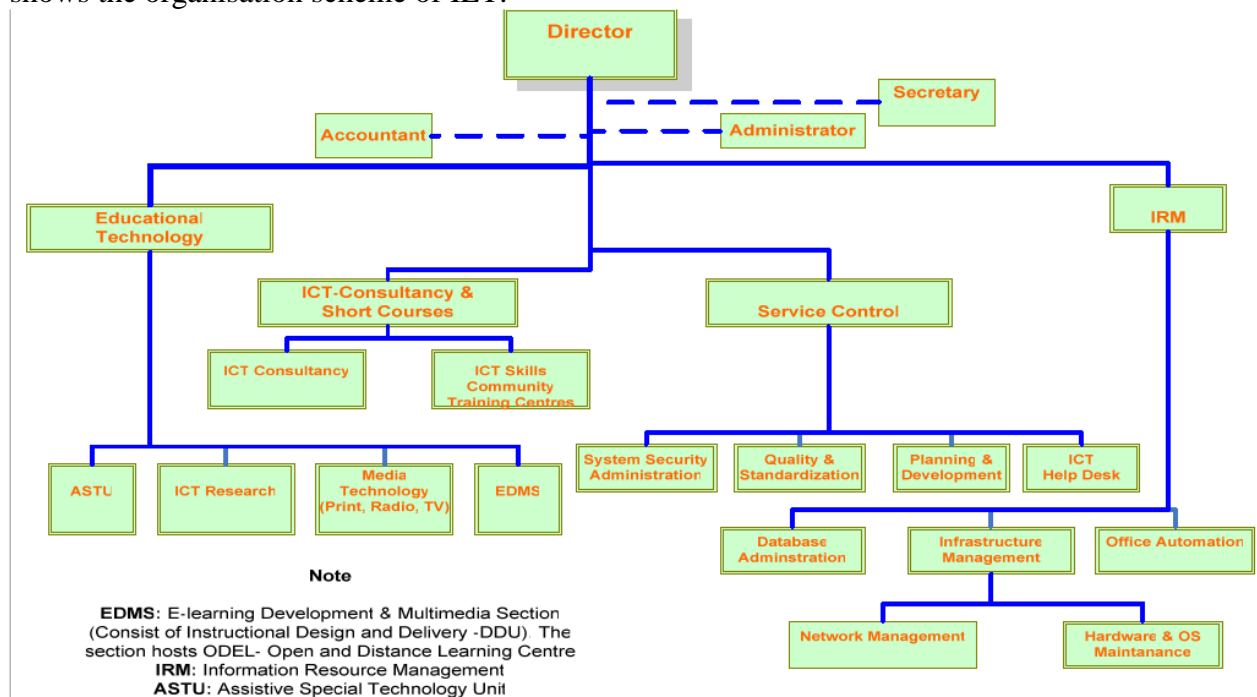 shows the organisation scheme of
Director
Secretary
Accountant
Administrator
Educational
Technology
IRM
ICT-Consultancy &
Short Courses
Service Control
ICT Consultancy
ICT Skills
Community
Training Centres
ASTU
ICT Research
Media
Technology
(Print, Radio, TV)
EDMS
System Security
Administration
Quality &
Standardization
Planning &
Development
ICT
Help Desk
Database
Adminstration
Infrastructure
Management
Office Automation
Network Management
Hardware & OS
Maintanance
Note
EDMS: E-learning Development & Multimedia Section
(Consist of Instructional Design and Delivery -DDU). The
section hosts ODEL- Open and Distance Learning Centre
IRM: Information Resource Management
ASTU: Assistive Special Technology Unit